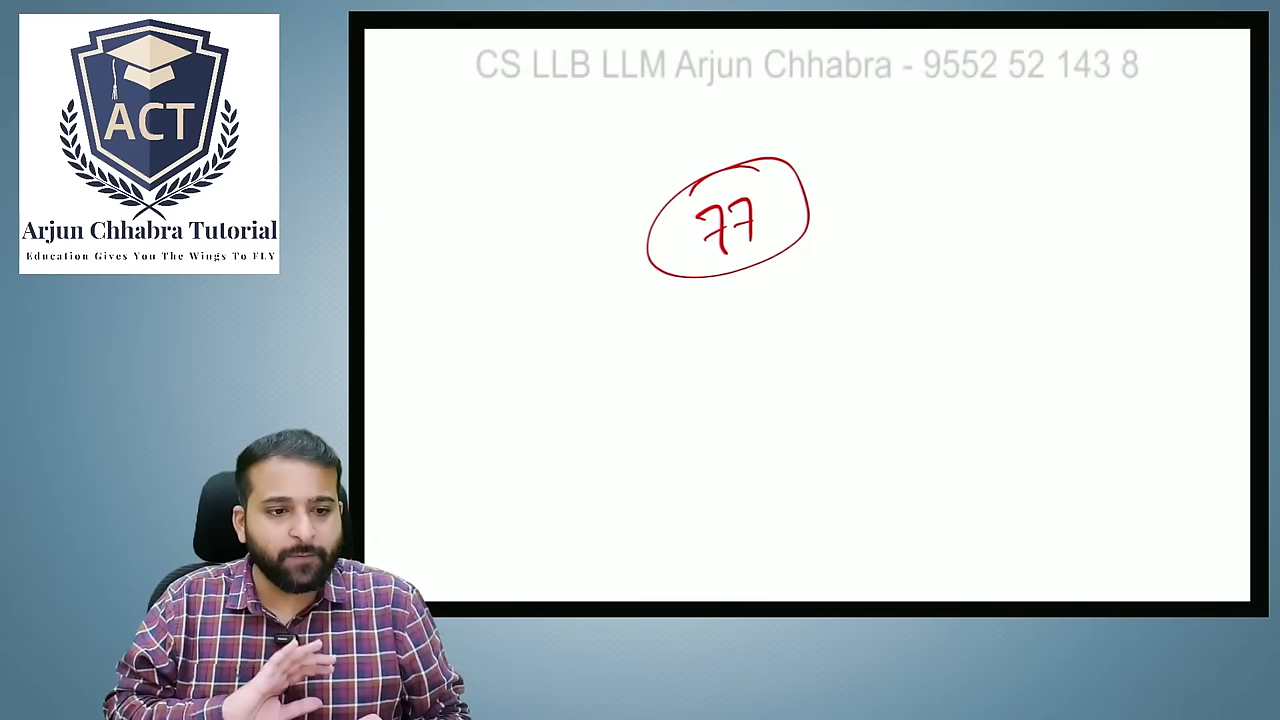 ACT
Arjun Chhabra Tutorial
Education Gives You The Wings To FLY
CS LLB LLM Arjun Chhabra - 9552 52 143 8
77